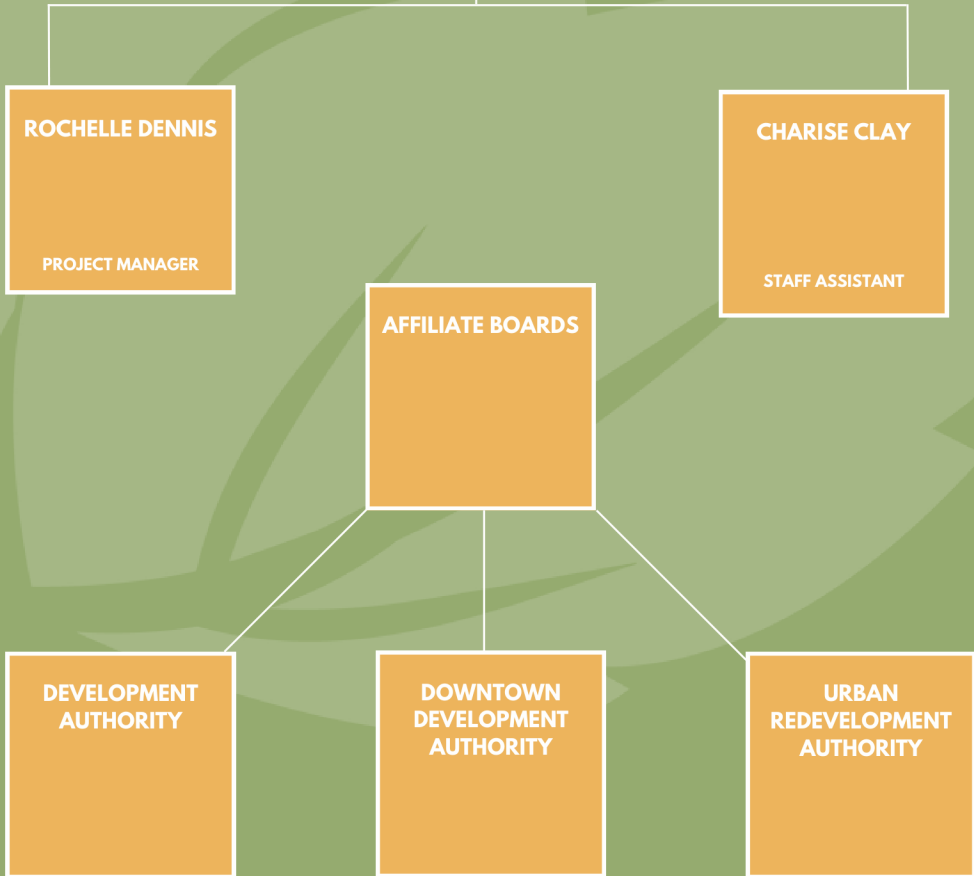 ROCHELLE DENNIS
PROJECT MANAGER
CHARISE CLAY
STAFF ASSISTANT
AFFILIATE BOARDS
DEVELOPMENT
AUTHORITY
DOWNTOWN
DEVELOPMENT
AUTHORITY
URBAN
REDEVELOPMENT
AUTHORITY